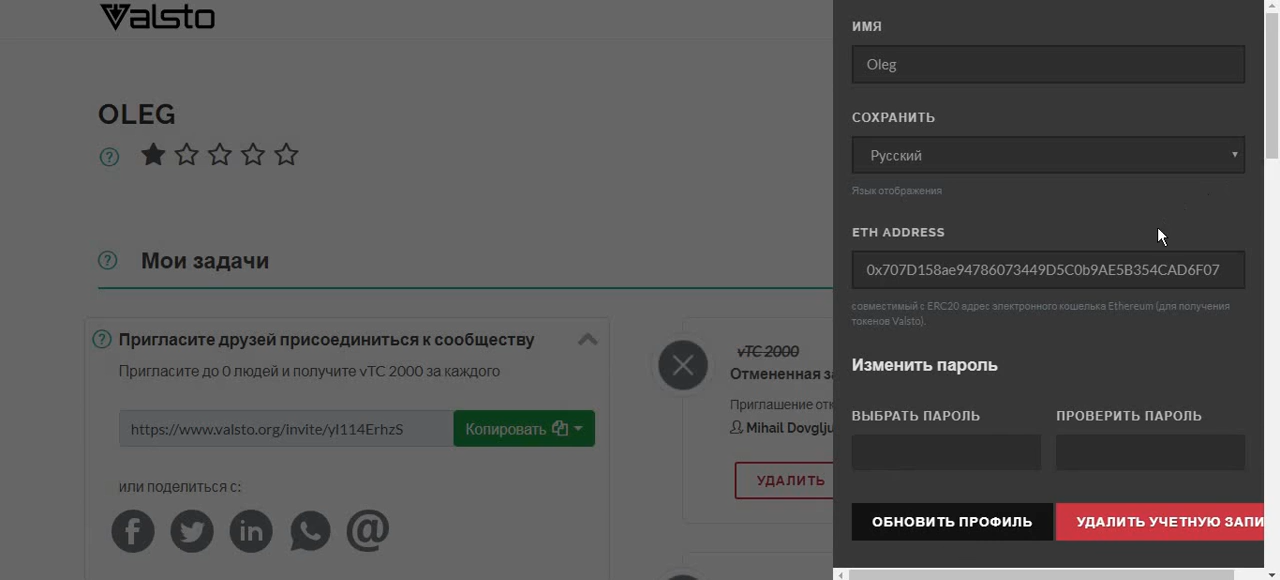 Valsto
OLEG
Мои задачи
Пригласите друзей присоединиться к сообществу
Пригласите до 0 людей и получите vTC 2000 за каждого
https://www.valsto.org/invite/yI114ErhzS
Копировать
или поделиться с:
vTC 2000
Отмененная за
Приглашение отк
Mihail Dovglju
УДАЛИТЬ
ИМЯ
Oleg
СОХРАНИТЬ
Русский
Язык отображения
ETH ADDRESS
0x707D158ae94786073449D5C0b9AE5B354CAD6F07
совместимый с ERC20 адрес электронного кошелька Ethereum (для получения
токенов Valsto).
Изменить пароль
ВЫБРАТЬ ПАРОЛЬ
ПРОВЕРИТЬ ПАРОЛЬ
ОБНОВИТЬ ПРОФИЛЬ
УДАЛИТЬ УЧЕТНУЮ ЗАПИ